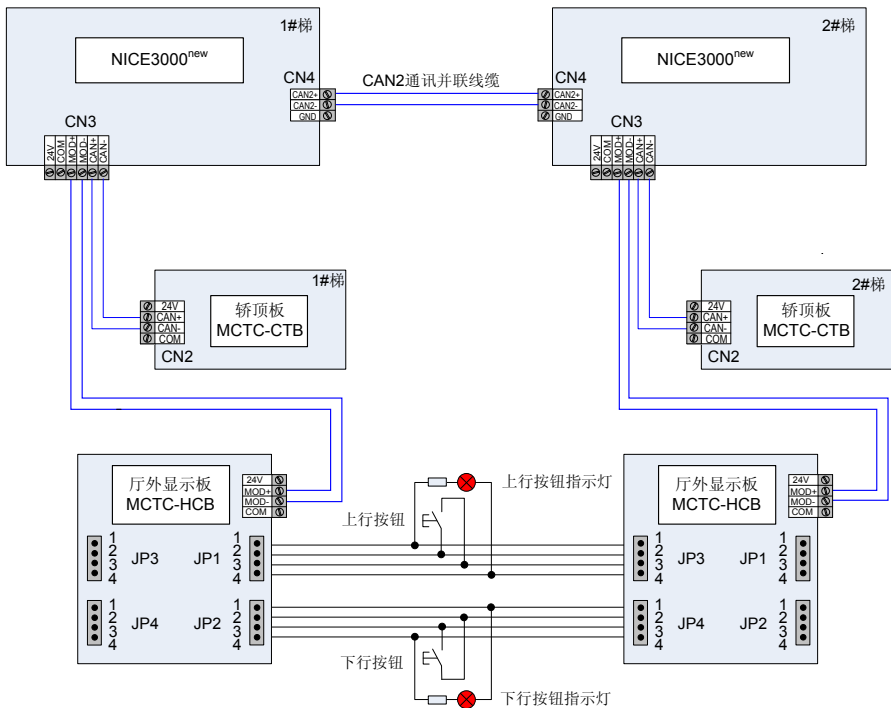 1#梯
NICE3000new
CN4
CAN2+
CAN2-
GND
CN3
24V
COM
MOD+
MOD-
CAN+
CAN-
CAN2通讯并联线缆
2#梯
NICE3000new
CN4
CAN2+
CAN2-
GND
CN3
24V
COM
MOD+
MOD-
CAN+
CAN-
1#梯
24V
CAN+
CAN-
COM
轿顶板
MCTC-CTB
CN2
2#梯
24V
CAN+
CAN-
COM
轿顶板
MCTC-CTB
CN2
厅外显示板
MCTC-HCB
24V
MOD+
MOD-
COM
1
2
3
4
JP3
JP1
1
2
3
4
1
2
3
4
JP4
JP2
1
2
3
4
上行按钮指示灯
上行按钮
下行按钮
下行按钮指示灯
厅外显示板
MCTC-HCB
24V
MOD+
MOD-
COM
1
2
3
4
JP3
JP1
1
2
3
4
1
2
3
4
JP4
JP2
1
2
3
4